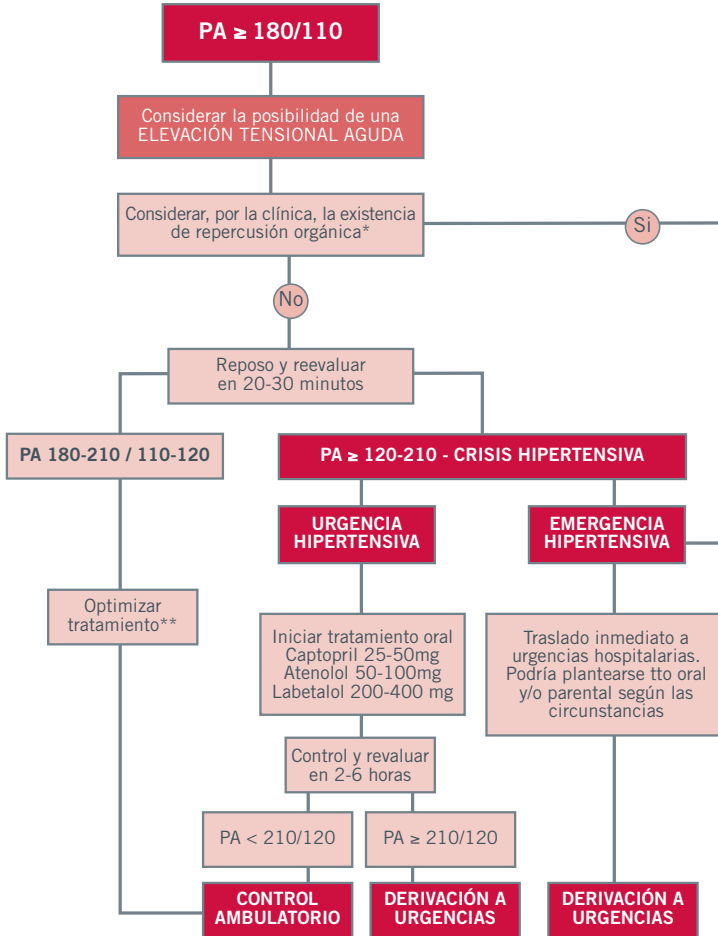 PA ≥ 180/110
Considerar la posibilidad de una
ELEVACIÓN TENSIONAL AGUDA
Considerar, por la clínica, la existencia
de repercusión orgánica*
Si
No
Reposo y reevaluar
en 20-30 minutos
PA 180-210 / 110-120
PA ≥ 120-210 - CRISIS HIPERTENSIVA
URGENCIA
HIPERTENSIVA
EMERGENCIA
HIPERTENSIVA
Optimizar
tratamiento**
Iniciar tratamiento oral
Captopril 25-50mg
Atenolol 50-100mg
Labetalol 200-400 mg
Traslado inmediato a
urgencias hospitalarias.
Podría plantearse tto oral
y/o parental según las
circunstancias
Control y revaluar
en 2-6 horas
PA < 210/120
PA ≥ 210/120
CONTROL
AMBULATORIO
DERIVACIÓN A
URGENCIAS
DERIVACIÓN A
URGENCIAS